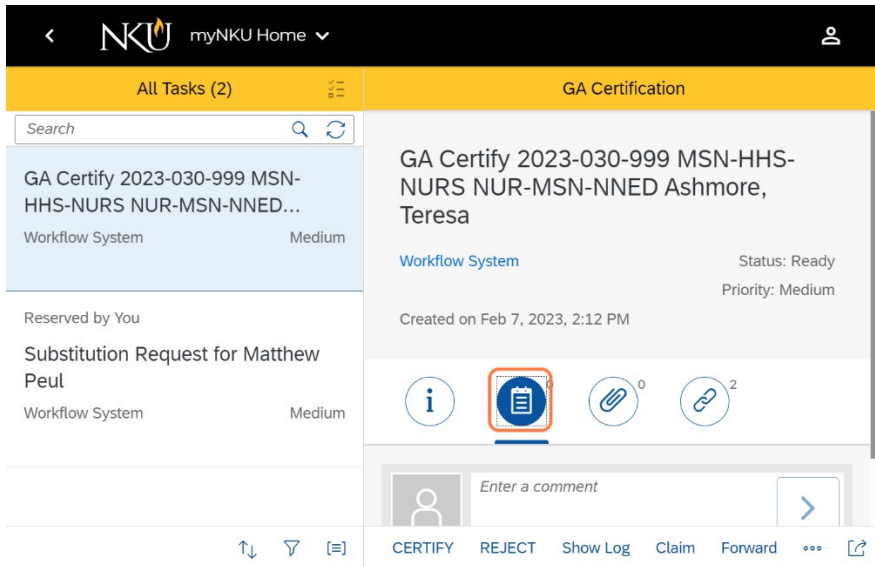 NKU myNKU Home
All Tasks (2)
GA Certification
Search
GA Certify 2023-030-999 MSN-
HHS-NURS NUR-MSN-NNED...
Workflow System Medium
Reserved by You
Substitution Request for Matthew
Peul
Workflow System Medium
GA Certify 2023-030-999 MSN-HHS-
NURS NUR-MSN-NNED Ashmore,
Teresa
Workflow System Status: Ready
Priority: Medium
Created on Feb 7, 2023, 2:12 PM
i 0 0 2
Enter a comment
CERTIFY REJECT Show Log Claim Forward